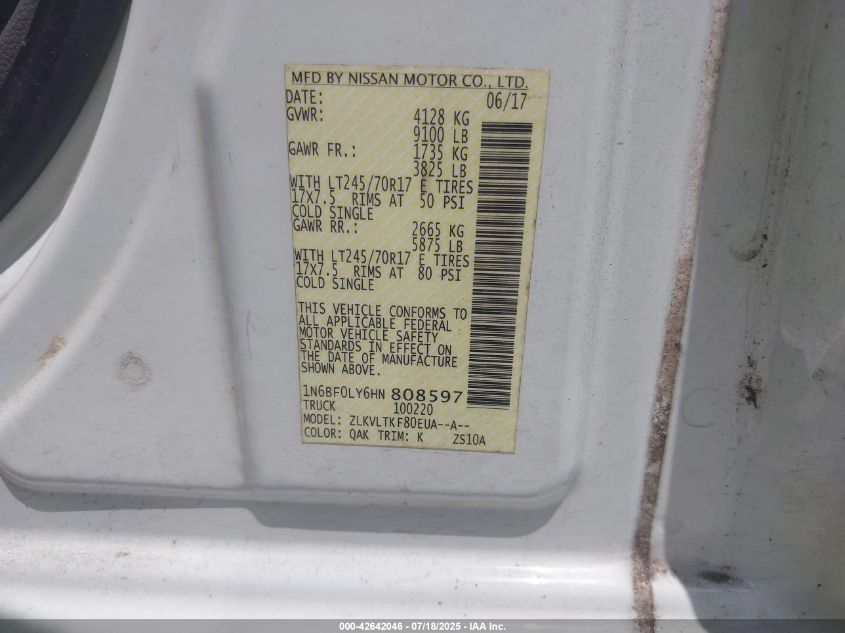 MFD BY NISSAN MOTOR CO., LTD.
DATE: 06/17
GVWR: 4128 KG
9100 LB
GAWR FR.: 1735 KG
3825 LB
WITH LT245/70R17 E TIRES
17X7.5 RIMS AT 50 PSI
COLD SINGLE
GAWR RR.: 2665 KG
5875 LB
WITH LT245/70R17 E TIRES
17X7.5 RIMS AT 80 PSI
COLD SINGLE
THIS VEHICLE CONFORMS TO
ALL APPLICABLE FEDERAL
MOTOR VEHICLE SAFETY
STANDARDS IN EFFECT ON
THE DATE OF MANUFACTURE
SHOWN ABOVE.
1N6BF0LY6HN 808597
TRUCK 100220
MODEL: ZLKVLTKF80EUA--A--
COLOR: QAK TRIM: K ZS10A
000-42642046 - 07/18/2025 - IAA Inc.